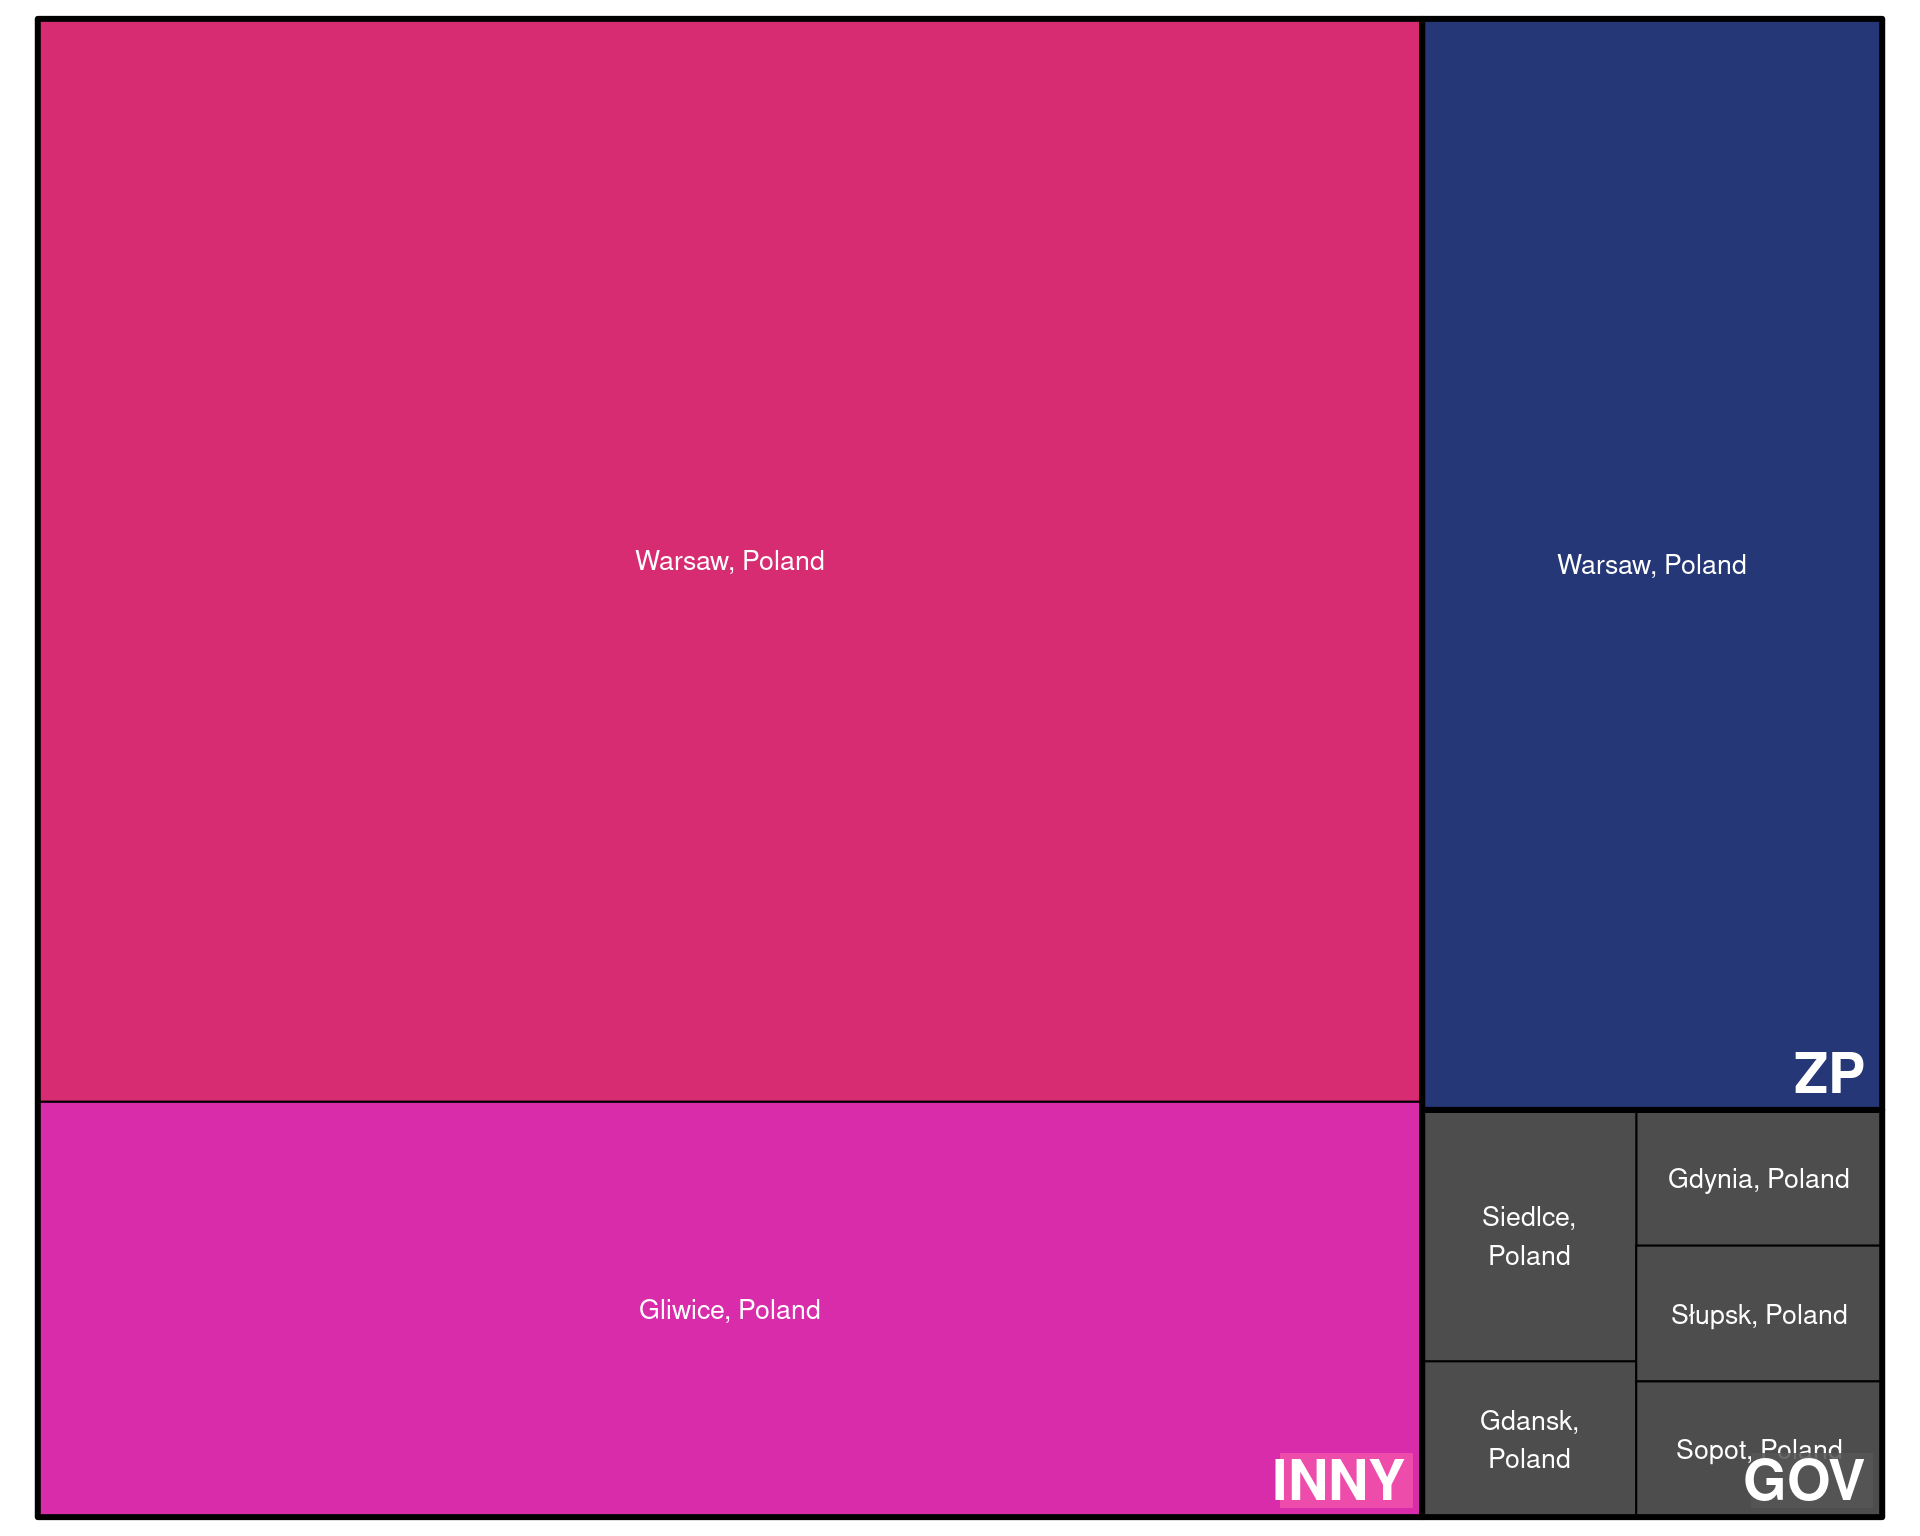 Warsaw, Poland
Gliwice, Poland
INNY
Warsaw, Poland
ZP
Siedlce,
Poland
Gdansk,
Poland
Gdynia, Poland
Słupsk, Poland
Sopot, Poland
GOV